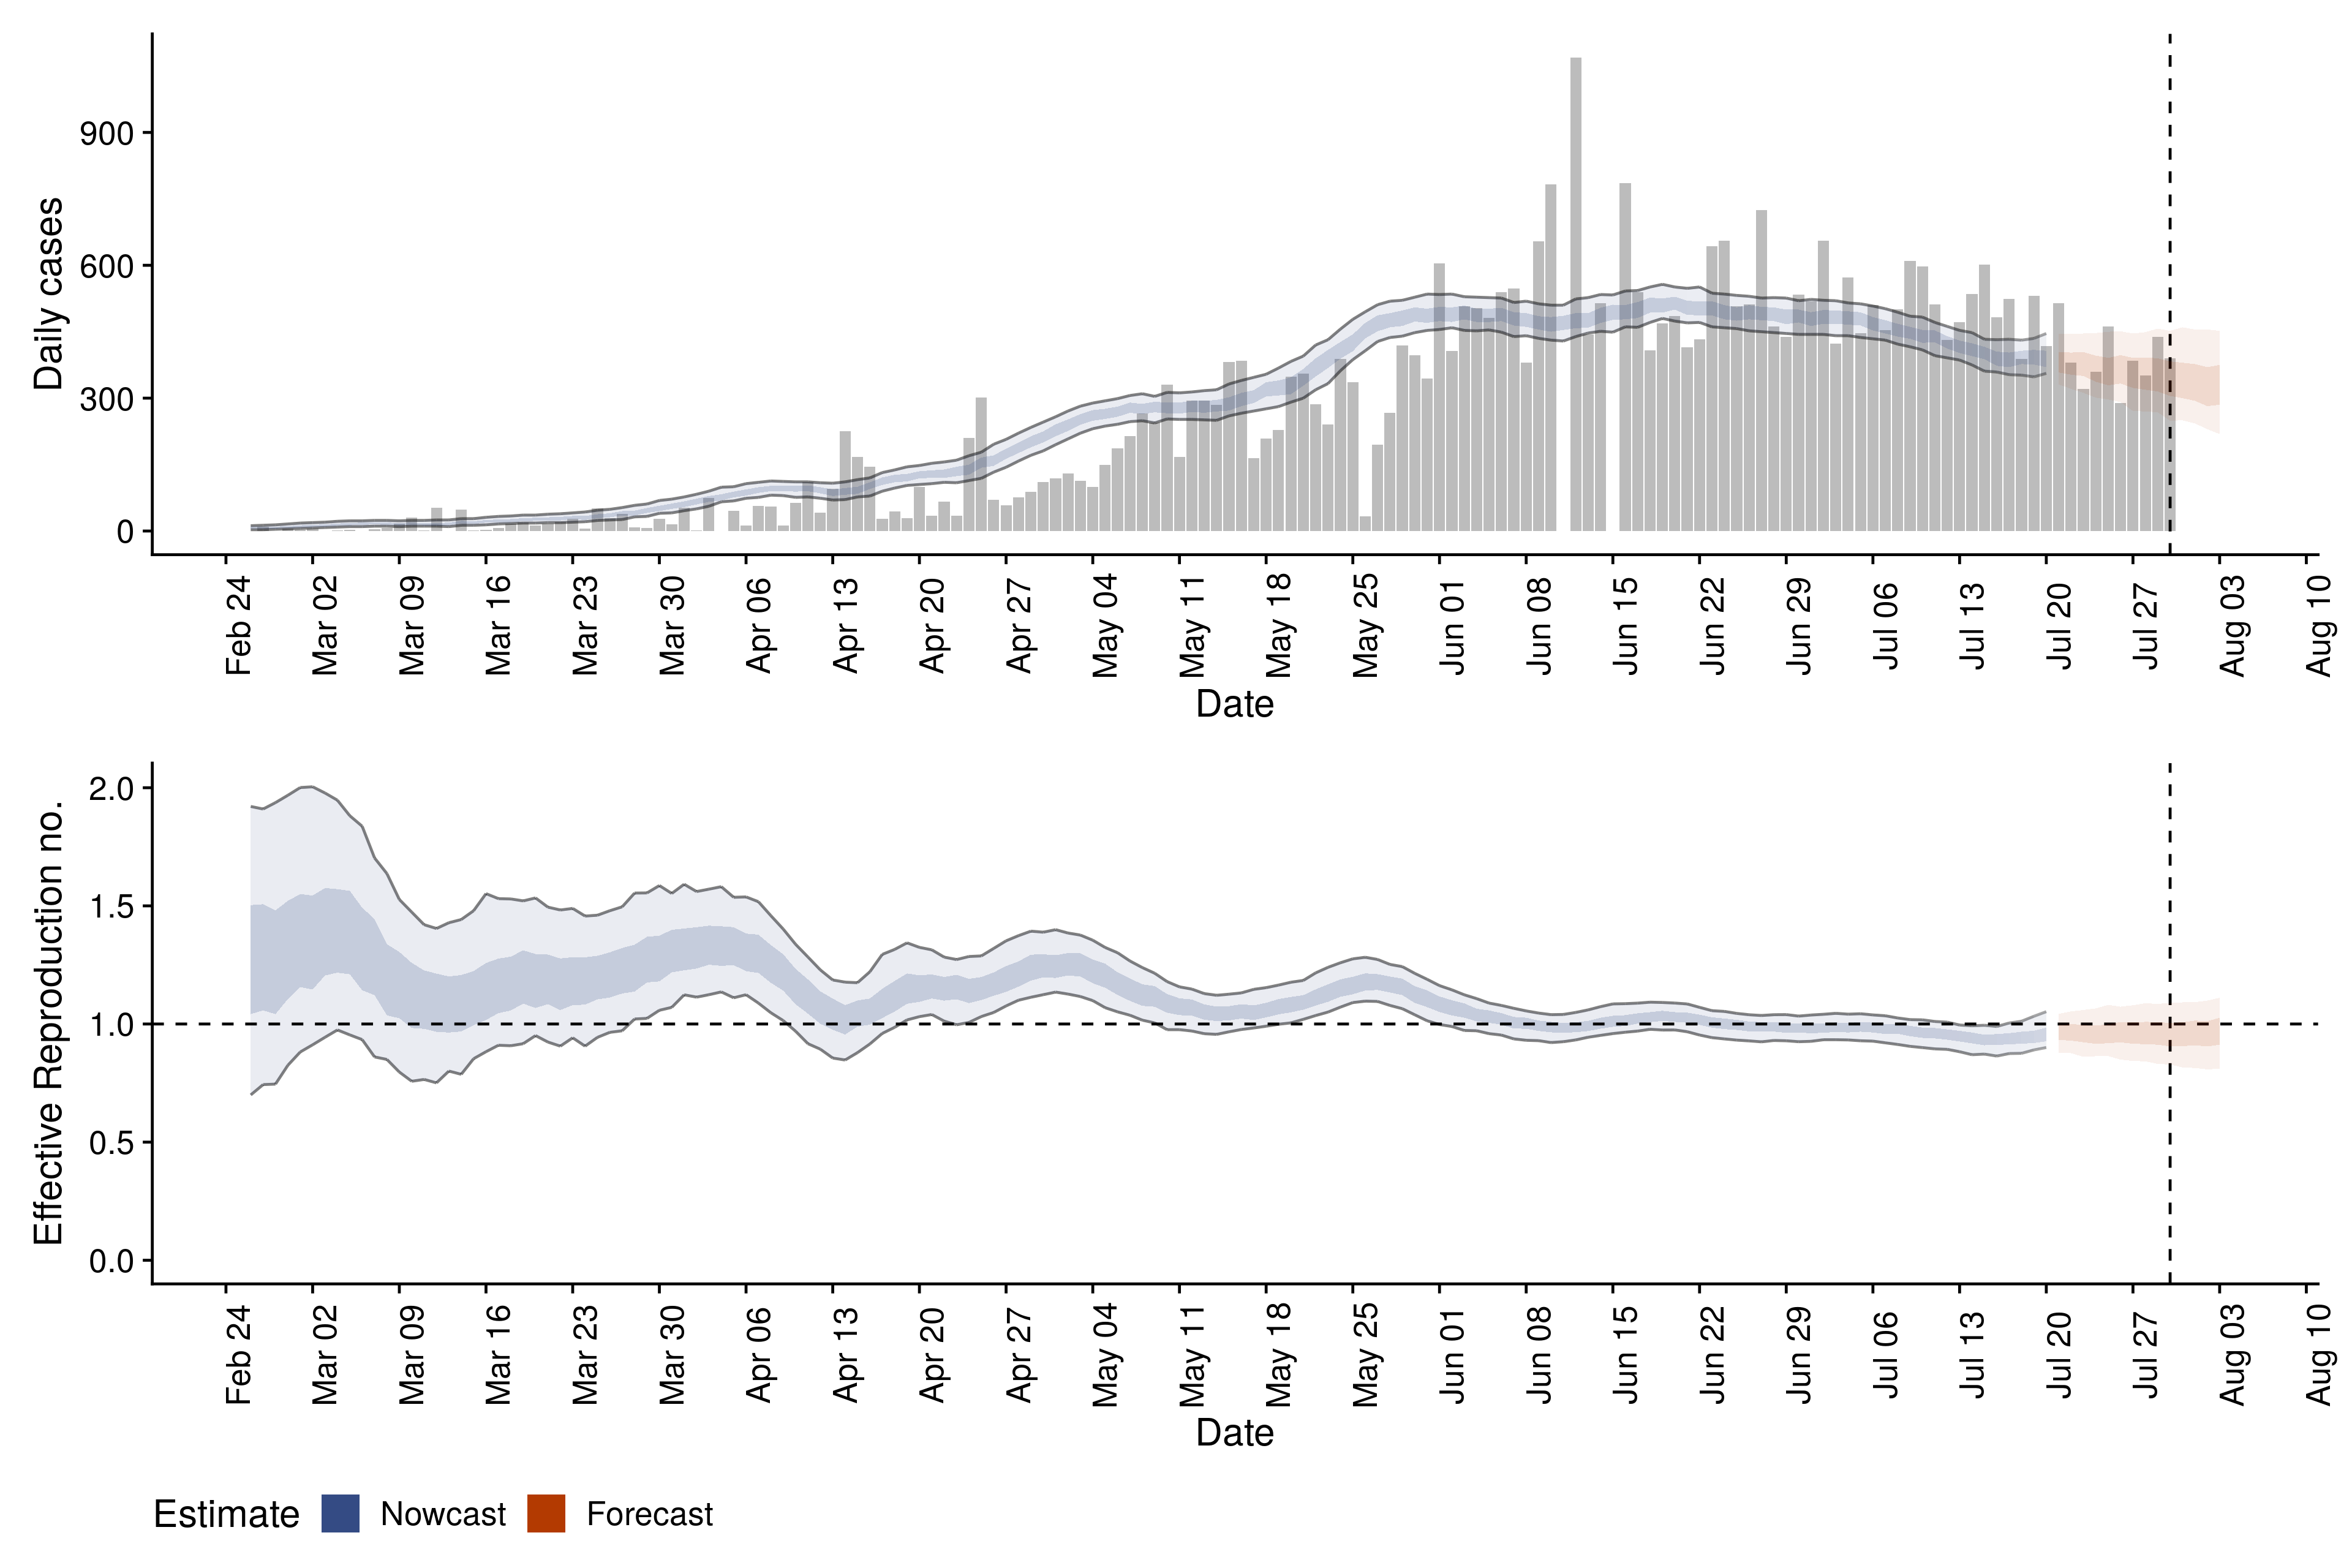 Daily cases
900
600
300
0
Feb 24
Mar 02
Mar 09
Mar 16
Mar 23
Mar 30
Apr 06
Apr 13
Apr 20
Apr 27
May 04
May 11
May 18
May 25
Jun 01
Jun 08
Jun 15
Jun 22
Jun 29
Jul 06
Jul 13
Jul 20
Jul 27
Aug 03
Aug 10
Date
Effective Reproduction no.
2.0
1.5
1.0
0.5
0.0
Feb 24
Mar 02
Mar 09
Mar 16
Mar 23
Mar 30
Apr 06
Apr 13
Apr 20
Apr 27
May 04
May 11
May 18
May 25
Jun 01
Jun 08
Jun 15
Jun 22
Jun 29
Jul 06
Jul 13
Jul 20
Jul 27
Aug 03
Aug 10
Date
Estimate Nowcast Forecast